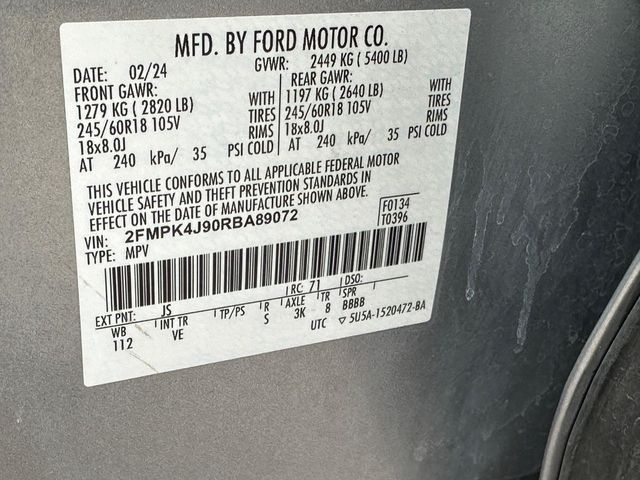 MFD. BY FORD MOTOR CO.
DATE: 02/24 GVWR: 2449 KG (5400 LB)
FRONT GAWR: REAR GAWR:
1279 KG (2820 LB) WITH 1197 KG (2640 LB) WITH
245/60R18 105V TIRES 245/60R18 105V TIRES
18x8.0J RIMS 18x8.0J RIMS
AT 240 kPa/ 35 PSI COLD AT 240 kPa/ 35 PSI COLD
THIS VEHICLE CONFORMS TO ALL APPLICABLE FEDERAL MOTOR
VEHICLE SAFETY AND THEFT PREVENTION STANDARDS IN
EFFECT ON THE DATE OF MANUFACTURE SHOWN ABOVE.
VIN: 2FMPK4J90RBA89072 F0134
TYPE: MPV T0396
EXT PNT: JS RC: 71 DSO:
WB INT TR TP/PS R AXLE TR SPR
112 VE S 3K 8 BBBB
UTC ▽ 5U5A-1520472-BA